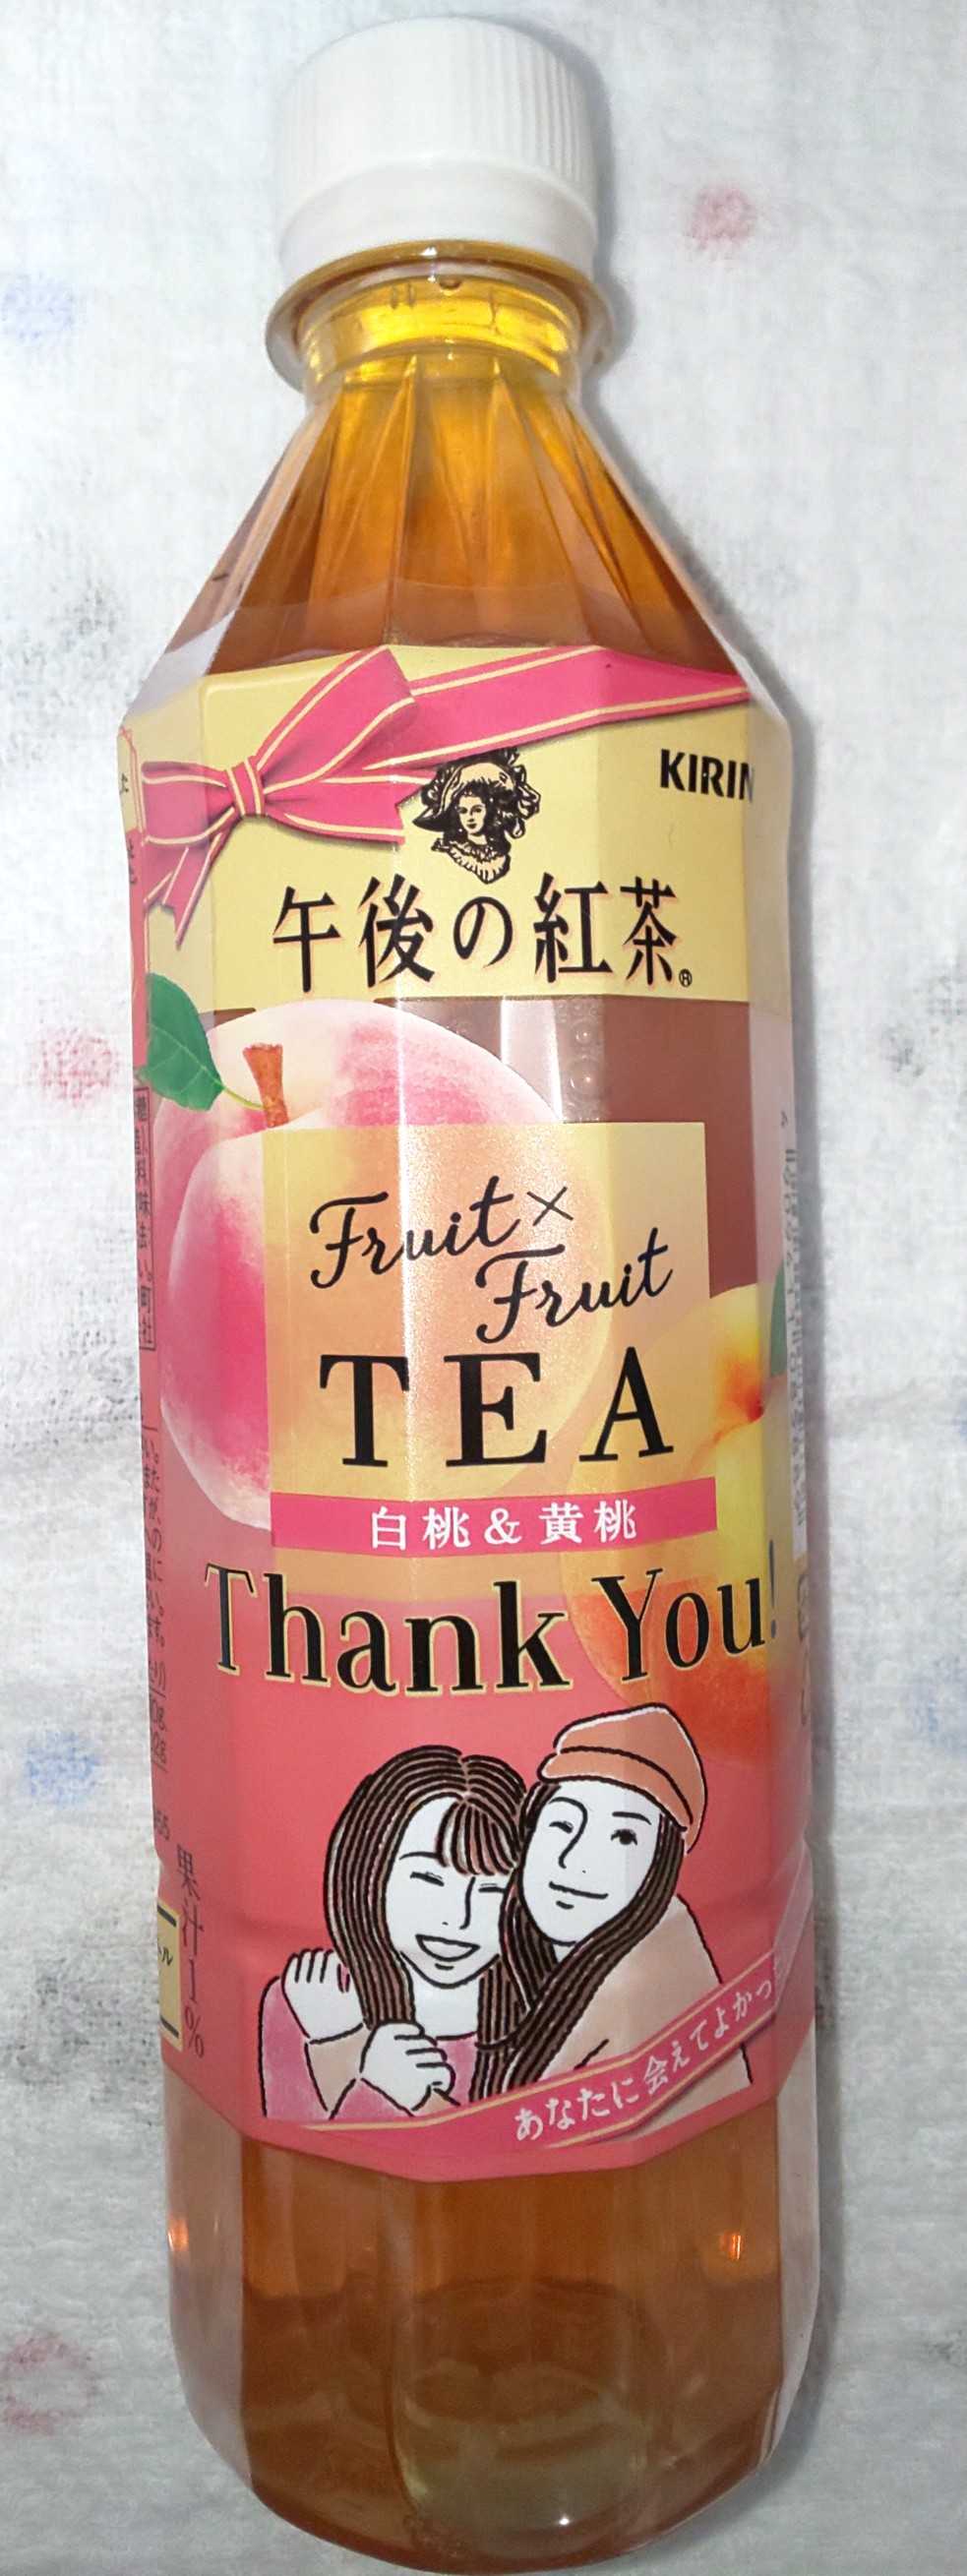 KIRIN
午後の紅茶®
Fruit×
Fruit
TEA
白桃&黄桃
Thank You!
あなたに会えてよかっ
果汁1%